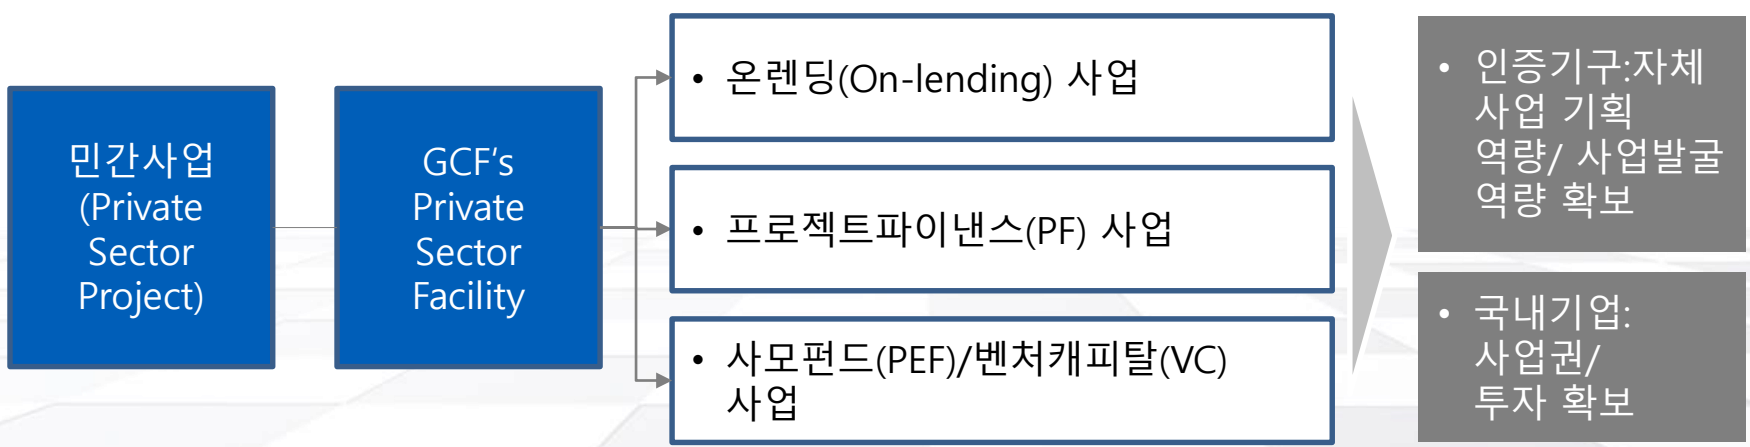 민간사업
(Private
Sector
Project)
GCF‘s
Private
Sector
Facility
• 온렌딩(On-lending) 사업
• 프로젝트파이낸스(PF) 사업
• 사모펀드(PEF)/벤처캐피탈(VC)
사업
• 인증기구:자체
사업 기획
역량/ 사업발굴
역량 확보
• 국내기업:
사업권/
투자 확보